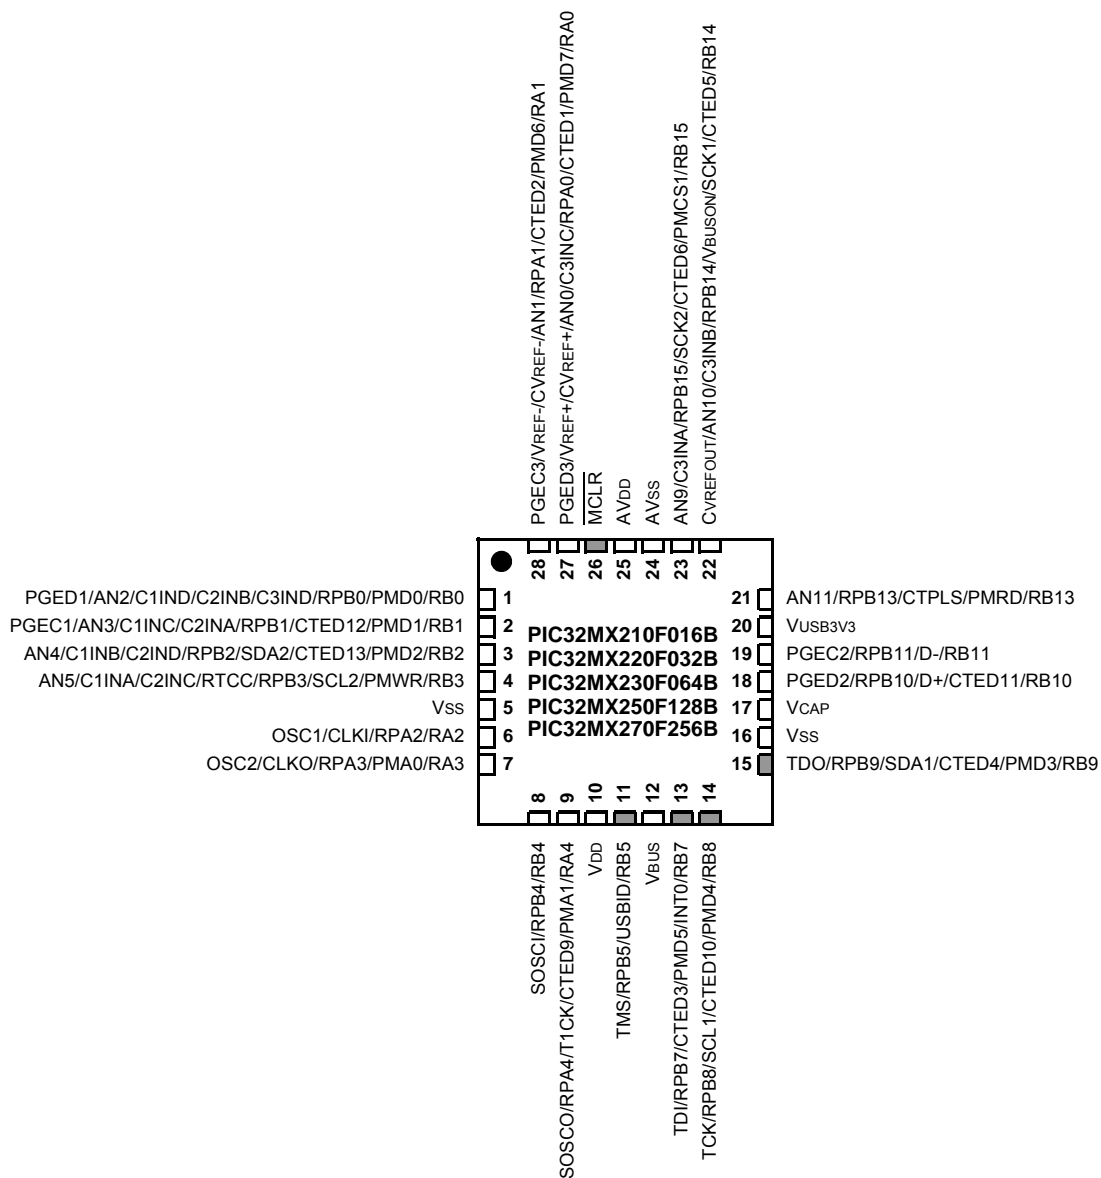 PGEC3/VREF-/CVREF-/AN1/RPA1/CTED2/PMD6/RA1
PGED3/VREF+/CVREF+/AN0/C3INC/RPA0/CTED1/PMD7/RA0
MCLR
AVDD
AVSS
AN9/C3INA/RPB15/SCK2/CTED6/PMCS1/RB15
CVREFOUT/AN10/C3INB/RPB14/VBUSON/SCK1/CTED5/RB14
28
27
26
25
24
23
22
PGED1/AN2/C1IND/C2INB/C3IND/RPB0/PMD0/RB0 1
PGEC1/AN3/C1INC/C2INA/RPB1/CTED12/PMD1/RB1 2
AN4/C1INB/C2IND/RPB2/SDA2/CTED13/PMD2/RB2 3
AN5/C1INA/C2INC/RTCC/RPB3/SCL2/PMWR/RB3 4
VSS 5
OSC1/CLKI/RPA2/RA2 6
OSC2/CLKO/RPA3/PMA0/RA3 7
PIC32MX210F016B
PIC32MX220F032B
PIC32MX230F064B
PIC32MX250F128B
PIC32MX270F256B
21 AN11/RPB13/CTPLS/PMRD/RB13
20 VUSB3V3
19 PGEC2/RPB11/D-/RB11
18 PGED2/RPB10/D+/CTED11/RB10
17 VCAP
16 VSS
15 TDO/RPB9/SDA1/CTED4/PMD3/RB9
8
9
10
11
12
13
14
SOSCI/RPB4/RB4
SOSCO/RPA4/T1CK/CTED9/PMA1/RA4
VDD
TMS/RPB5/USBID/RB5
VBUS
TDI/RPB7/CTED3/PMD5/INT0/RB7
TCK/RPB8/SCL1/CTED10/PMD4/RB8